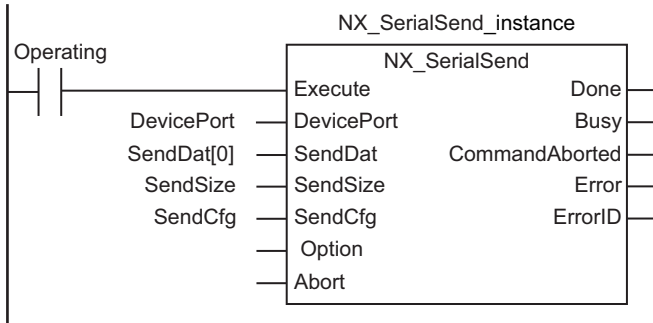 NX_SerialSend_instance
Operating
NX_SerialSend
Execute Done
DevicePort DevicePort Busy
SendDat[0] SendDat CommandAborted
SendSize SendSize Error
SendCfg SendCfg ErrorID
Option
Abort